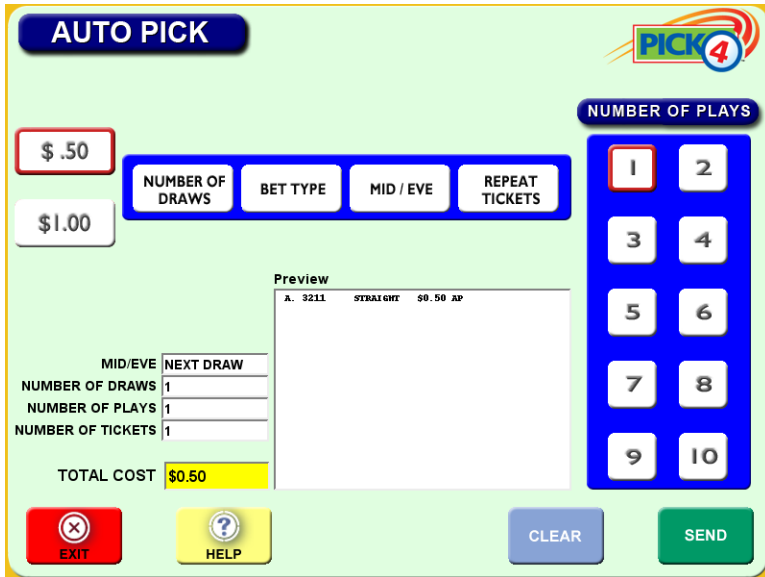 AUTO PICK
PICK 4
NUMBER OF PLAYS
$ .50
$1.00
NUMBER OF DRAWS
BET TYPE
MID / EVE
REPEAT TICKETS
1
2
3
4
5
6
7
8
9
10
Preview
A. 3211 STRAIGHT $0.50 AP
MID/EVE NEXT DRAW
NUMBER OF DRAWS 1
NUMBER OF PLAYS 1
NUMBER OF TICKETS 1
TOTAL COST $0.50
EXIT
? HELP
CLEAR
SEND